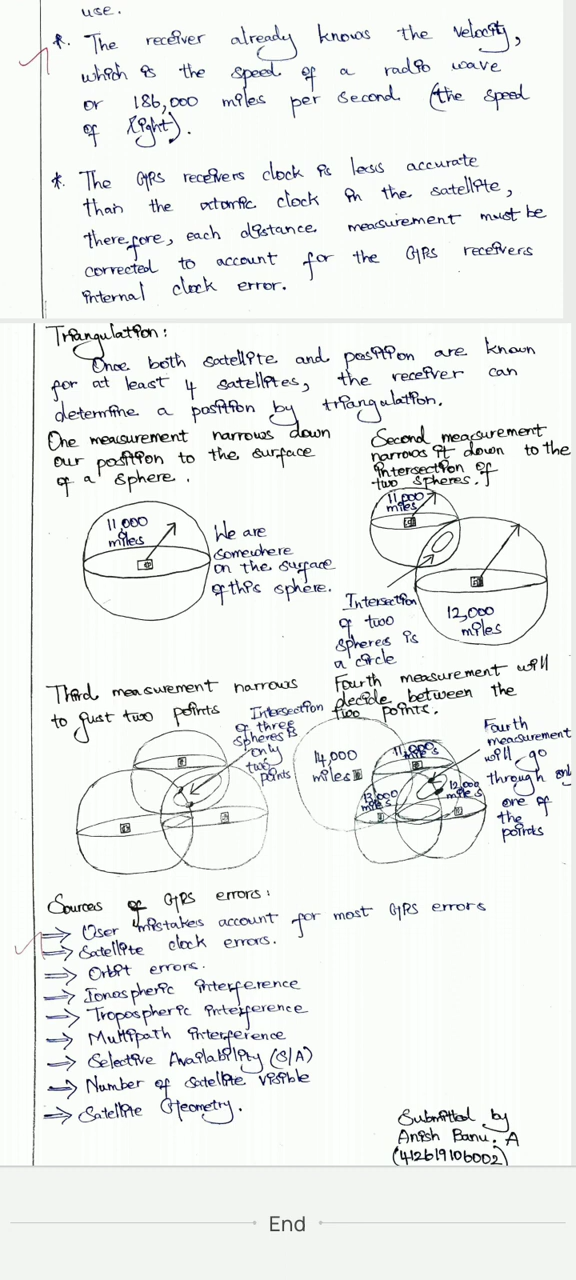 use.
*. The receiver already knows the velocity,
which is the speed of a radio wave
or 186,000 miles per second (the speed
of light).
*. The GPS receivers clock is less accurate
than the atomic clock in the satellite,
therefore, each distance measurement must be
corrected to account for the GPS receivers
internal clock error.
Triangulation:
Once both satellite and position are known
for at least 4 satellites, the receiver can
determine a position by triangulation.
One measurement narrows down
our position to the surface
of a sphere.
11,000
miles
We are
somewhere
on the surface
of this sphere.
Second measurement
narrows it down to the
intersection of
two spheres.
11,000
miles
12,000
miles
Intersection
of two
spheres is
a circle
Third measurement narrows
to just two points
Intersection
of three
spheres is
only
two
points
Fourth measurement will
decide between the
two points.
14,000
miles
11,000
miles
13,000
miles
12,000
miles
Fourth
measurement
will go
through only
one of
the
points
Sources of GPS errors:
⇒ User mistakes account for most GPS errors
⇒ Satellite clock errors.
⇒ Orbit errors.
⇒ Ionospheric interference
⇒ Tropospheric interference
⇒ Multipath interference
⇒ Selective Availability (S/A)
⇒ Number of satellite visible
⇒ Satellite Geometry.
Submitted by
Anish Banu. A
(412619106002)
End